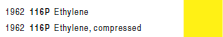 1962 116P Ethylene
1962 116P Ethylene, compressed